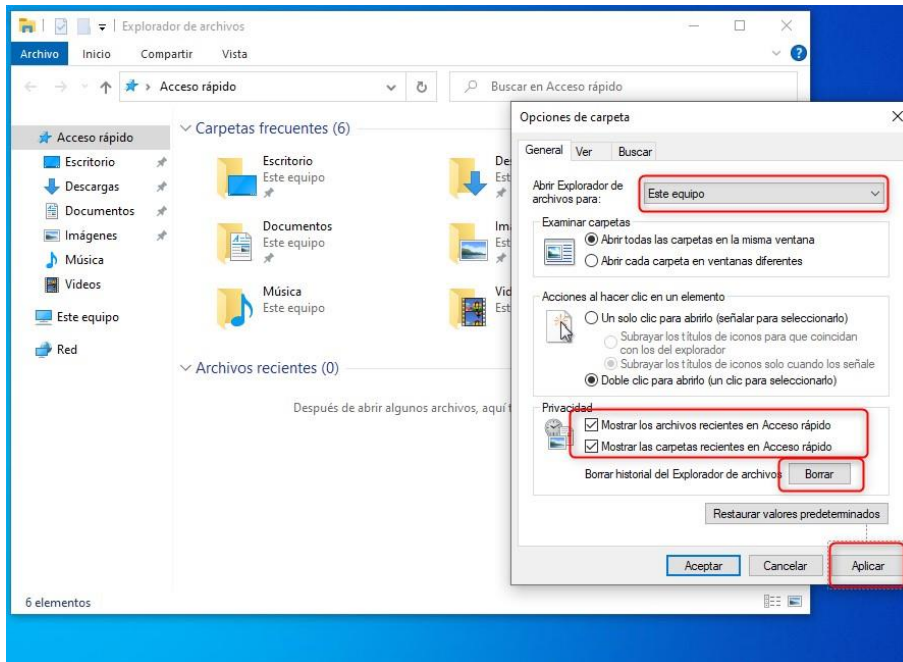 Explorador de archivos
Archivo Inicio Compartir Vista
Acceso rápido
Buscar en Acceso rápido
Acceso rápido
Escritorio
Descargas
Documentos
Imágenes
Música
Videos
Este equipo
Red
Carpetas frecuentes (6)
Escritorio
Este equipo
Documentos
Este equipo
Música
Este equipo
De
Est
Im
Est
Vid
Est
Archivos recientes (0)
Después de abrir algunos archivos, aquí
6 elementos
Opciones de carpeta
General Ver Buscar
Abrir Explorador de
archivos para:
Este equipo
Examinar carpetas
Abrir todas las carpetas en la misma ventana
Abrir cada carpeta en ventanas diferentes
Acciones al hacer clic en un elemento
Un solo clic para abrirlo (señalar para seleccionarlo)
Subrayar los títulos de iconos para que coincidan
con los del explorador
Subrayar los títulos de iconos solo cuando los señale
Doble clic para abrirlo (un clic para seleccionarlo)
Privacidad
Mostrar los archivos recientes en Acceso rápido
Mostrar las carpetas recientes en Acceso rápido
Borrar historial del Explorador de archivos Borrar
Restaurar valores predeterminados
Aceptar Cancelar Aplicar